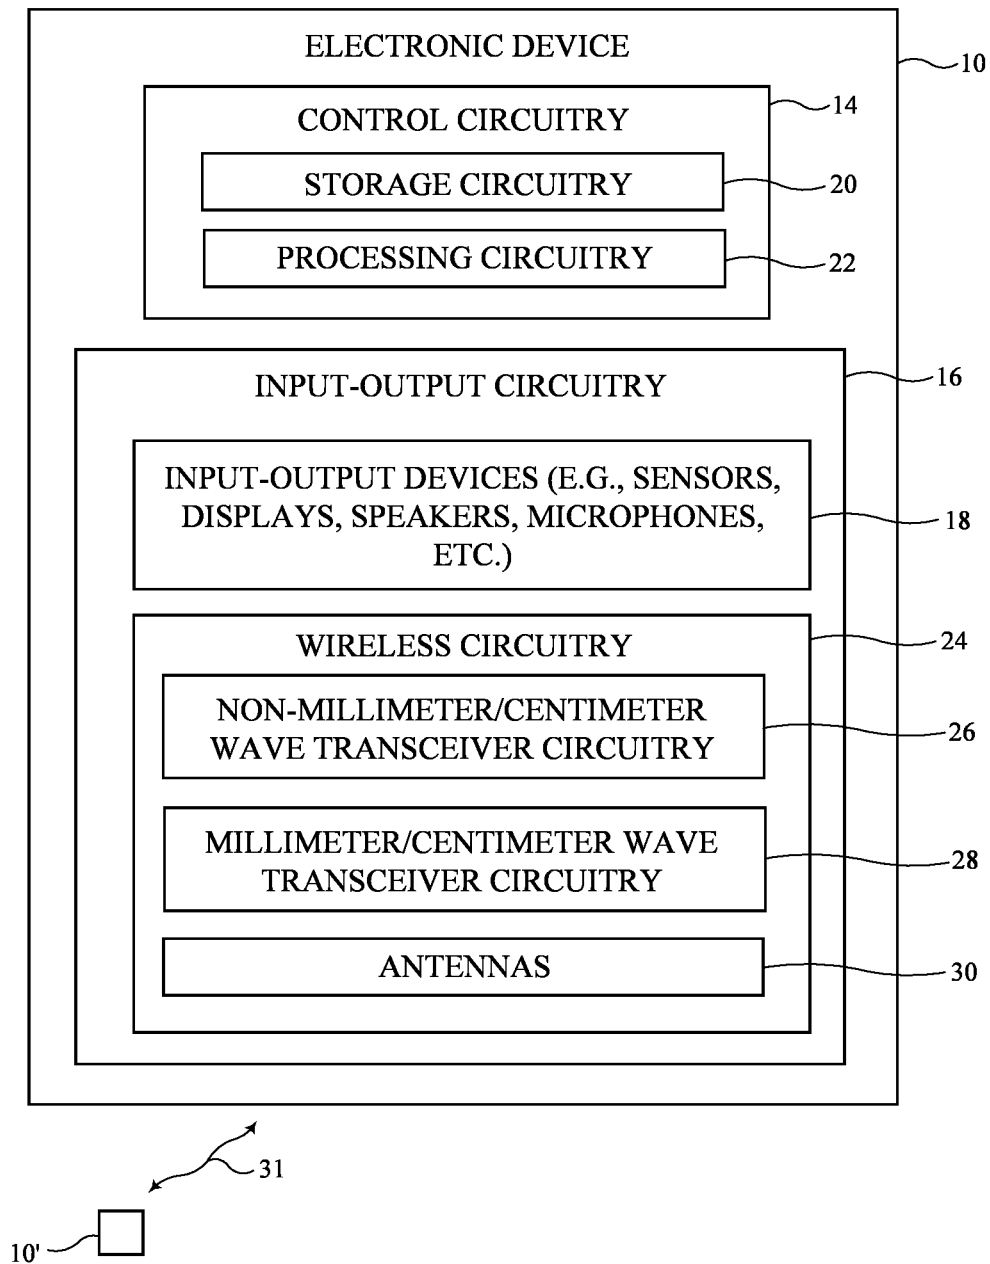 ELECTRONIC DEVICE
10
CONTROL CIRCUITRY
14
STORAGE CIRCUITRY
20
PROCESSING CIRCUITRY
22
INPUT-OUTPUT CIRCUITRY
16
INPUT-OUTPUT DEVICES (E.G., SENSORS,
DISPLAYS, SPEAKERS, MICROPHONES,
ETC.)
18
WIRELESS CIRCUITRY
24
NON-MILLIMETER/CENTIMETER
WAVE TRANSCEIVER CIRCUITRY
26
MILLIMETER/CENTIMETER WAVE
TRANSCEIVER CIRCUITRY
28
ANTENNAS
30
31
10'